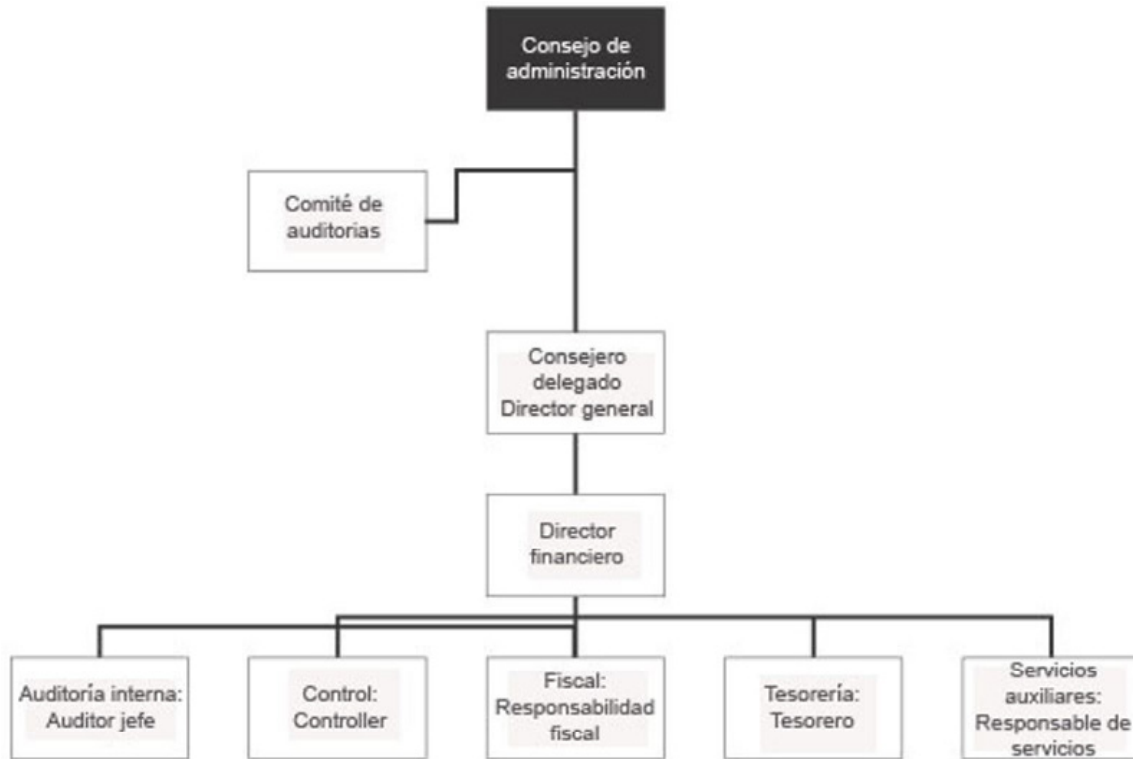 Consejo de
administración
Comité de
auditorias
Consejero
delegado
Director general
Director
financiero
Auditoría interna:
Auditor jefe
Control:
Controller
Fiscal:
Responsabilidad
fiscal
Tesorería:
Tesorero
Servicios
auxiliares:
Responsable de
servicios